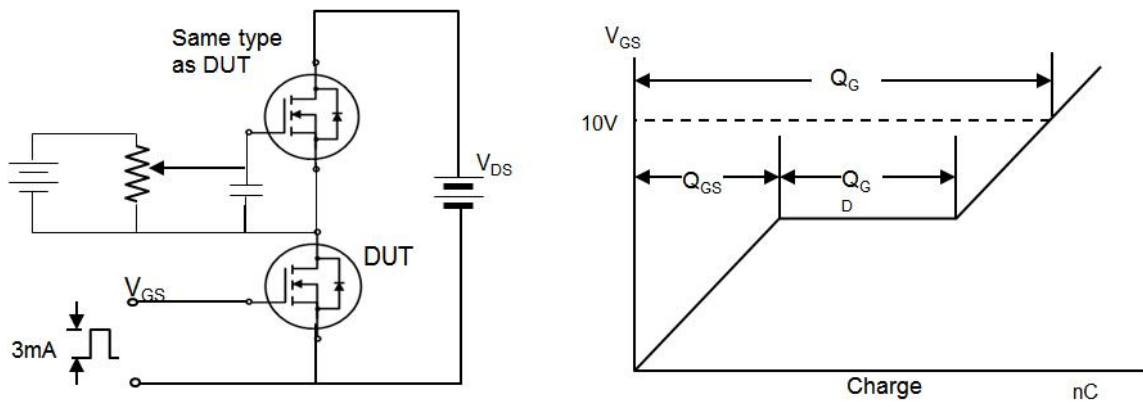 Same type
as DUT
V_DS
DUT
V_GS
3mA
V_GS
Q_G
10V
Q_GS
Q_G
D
Charge
nC